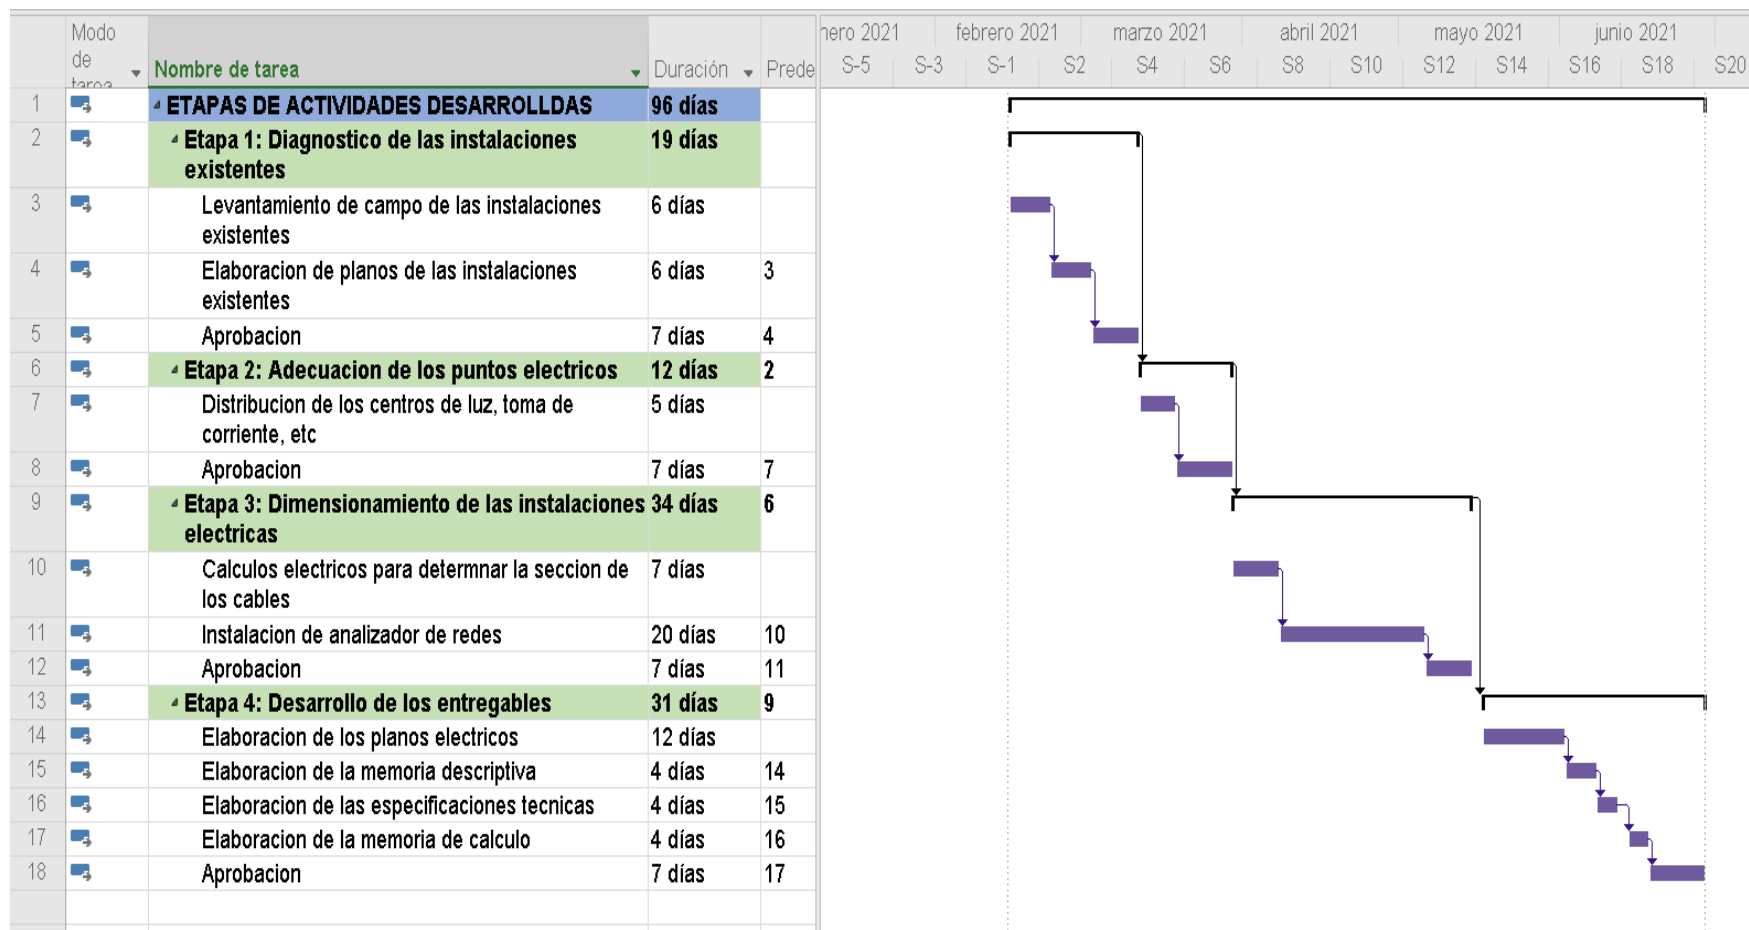 Modo de tarea Nombre de tarea Duración Prede
nero 2021 febrero 2021 marzo 2021 abril 2021 mayo 2021 junio 2021
S-5 S-3 S-1 S2 S4 S6 S8 S10 S12 S14 S16 S18 S20
1 ETAPAS DE ACTIVIDADES DESARROLLDAS 96 días
2 Etapa 1: Diagnostico de las instalaciones 19 días
existentes
3 Levantamiento de campo de las instalaciones 6 días
existentes
4 Elaboracion de planos de las instalaciones 6 días 3
existentes
5 Aprobacion 7 días 4
6 Etapa 2: Adecuacion de los puntos electricos 12 días 2
7 Distribucion de los centros de luz, toma de 5 días
corriente, etc
8 Aprobacion 7 días 7
9 Etapa 3: Dimensionamiento de las instalaciones 34 días 6
electricas
10 Calculos electricos para determnar la seccion de 7 días
los cables
11 Instalacion de analizador de redes 20 días 10
12 Aprobacion 7 días 11
13 Etapa 4: Desarrollo de los entregables 31 días 9
14 Elaboracion de los planos electricos 12 días
15 Elaboracion de la memoria descriptiva 4 días 14
16 Elaboracion de las especificaciones tecnicas 4 días 15
17 Elaboracion de la memoria de calculo 4 días 16
18 Aprobacion 7 días 17